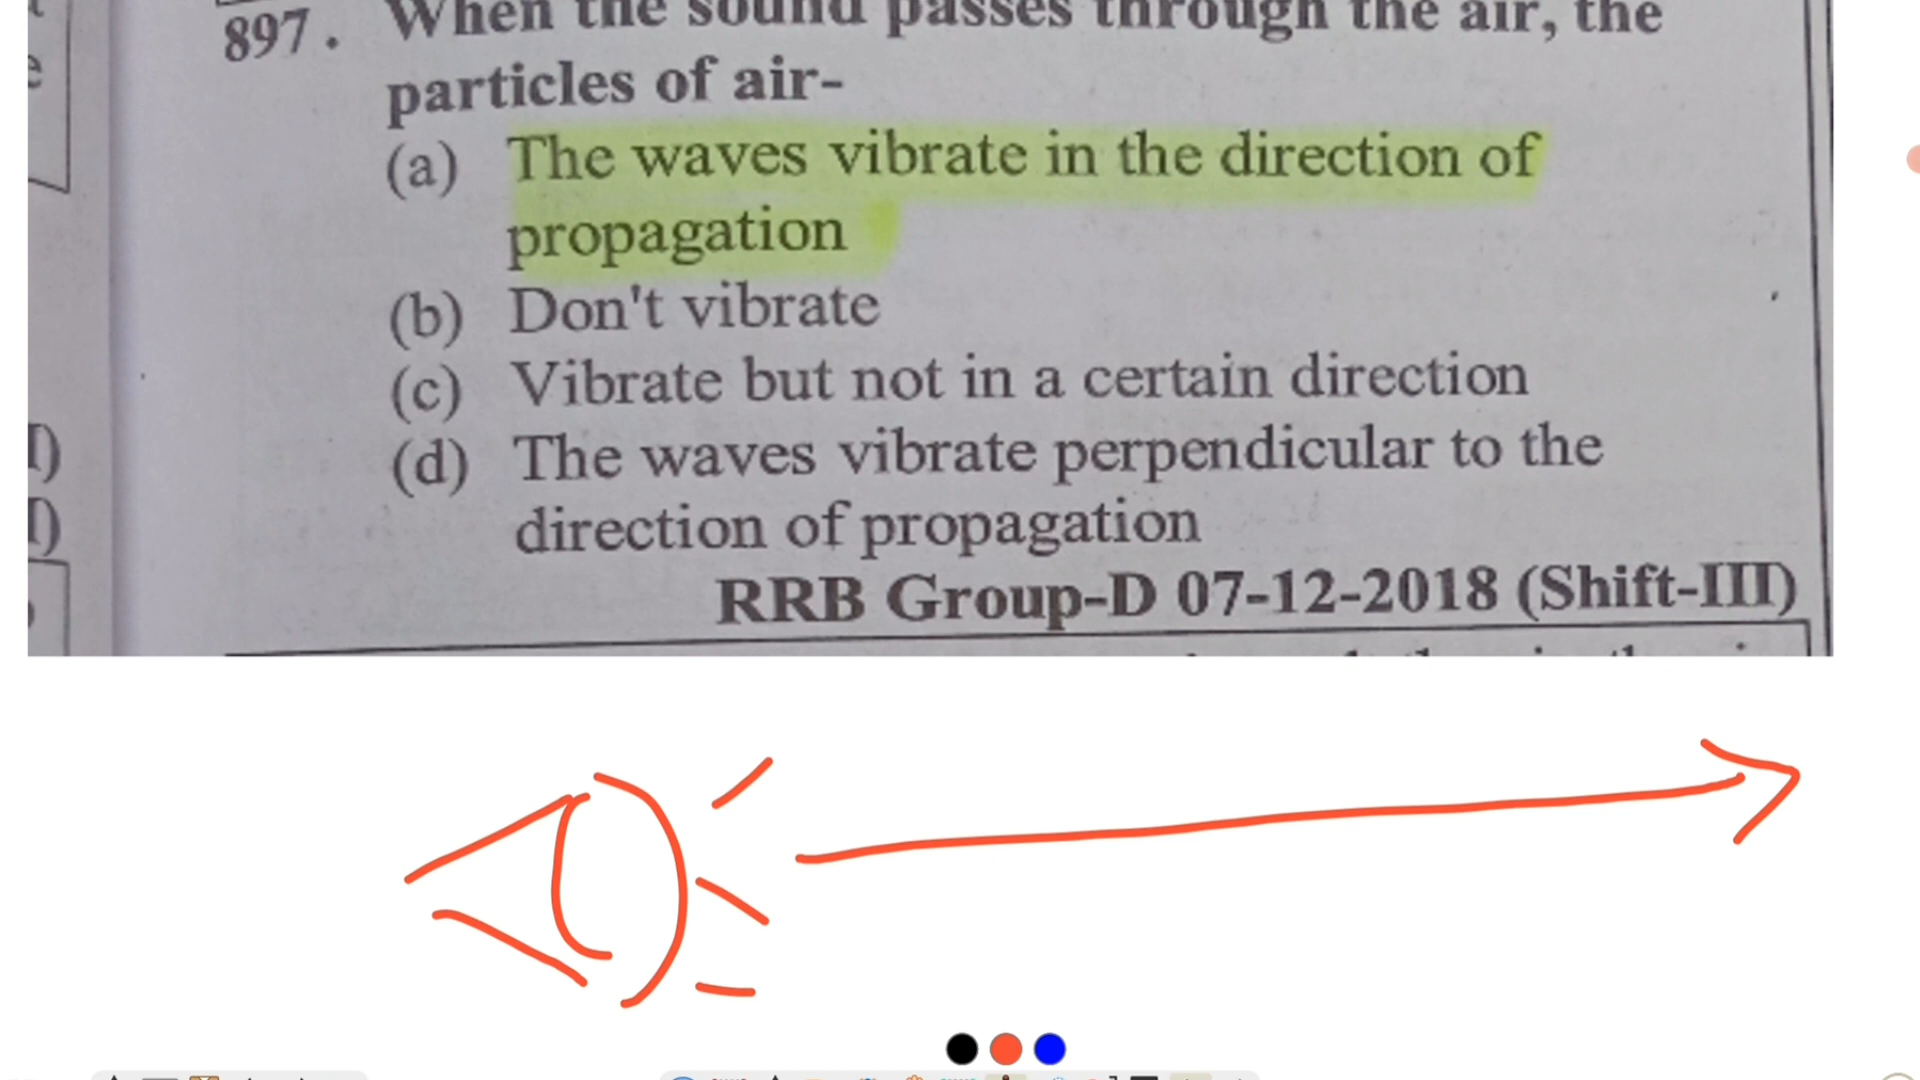 897. When the sound passes through the air, the
particles of air-
(a) The waves vibrate in the direction of
propagation
(b) Don't vibrate
(c) Vibrate but not in a certain direction
(d) The waves vibrate perpendicular to the
direction of propagation
RRB Group-D 07-12-2018 (Shift-III)